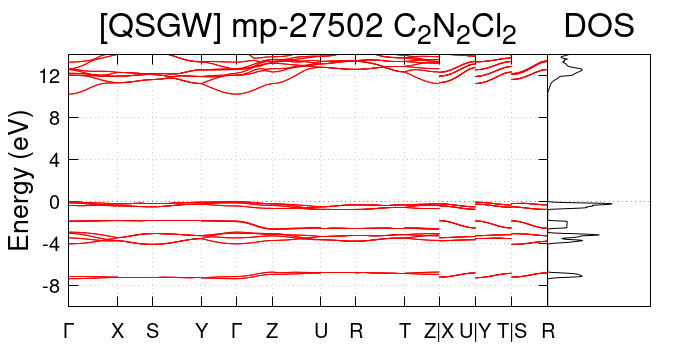 [QSGW] mp-27502 C₂N₂Cl₂ DOS
Energy (eV)
12
8
4
0
-4
-8
Γ X S Y Γ Z U R T Z|X U|Y T|S R